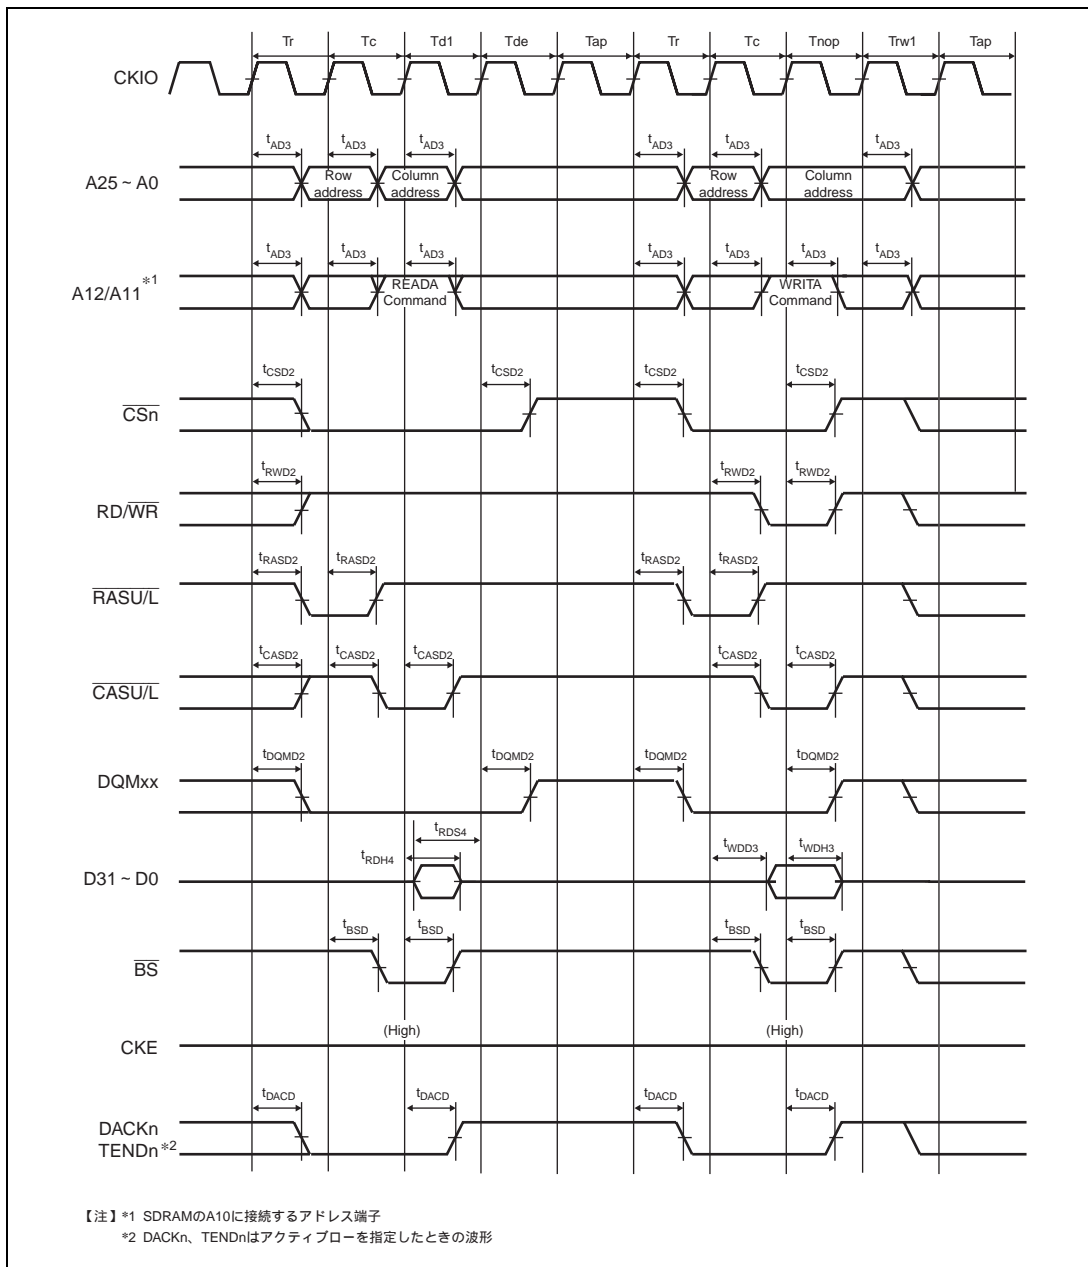 Tr Tc Td1 Tde Tap Tr Tc Tnop Trw1 Tap
CKIO
tAD3 tAD3 tAD3 tAD3 tAD3 tAD3
A25 ~ A0
Row address Column address Row address Column address
tAD3 tAD3 tAD3 tAD3 tAD3 tAD3 tAD3
A12/A11*1
READA Command WRITA Command
tCSD2 tCSD2 tCSD2 tCSD2
CSn
tRWD2 tRWD2 tRWD2
RD/WR
tRASD2 tRASD2 tRASD2 tRASD2
RASU/L
tCASD2 tCASD2 tCASD2 tCASD2 tCASD2
CASU/L
tDQMD2 tDQMD2 tDQMD2 tDQMD2
DQMxx
tRDS4
tRDH4 tWDD3 tWDH3
D31 ~ D0
tBSD tBSD tBSD tBSD
BS
(High) (High)
CKE
tDACD tDACD tDACD tDACD
DACKn
TENDn*2
【注】*1 SDRAMのA10に接続するアドレス端子
*2 DACKn、TENDnはアクティブローを指定したときの波形